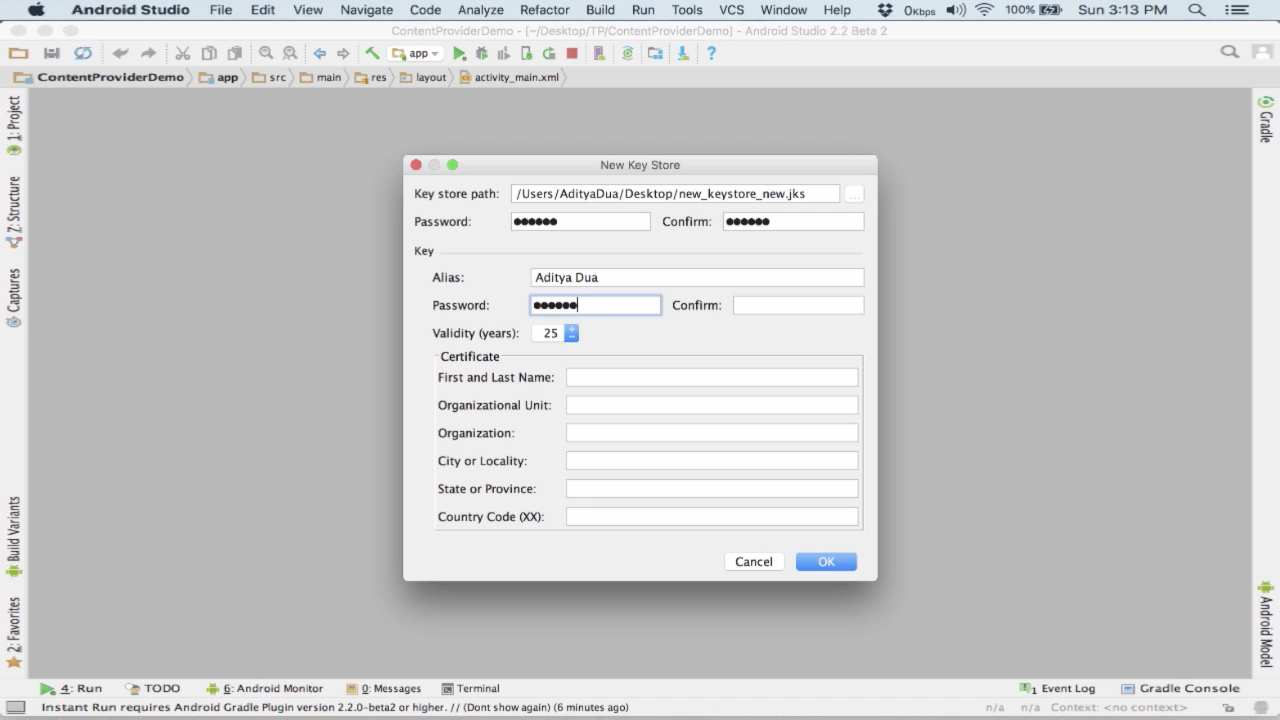 Android Studio File Edit View Navigate Code Analyze Refactor Build Run Tools VCS Window Help 0Kbps 100% Sun 3:13 PM
ContentProviderDemo - [~/Desktop/TP/ContentProviderDemo] - Android Studio 2.2 Beta 2
app
ContentProviderDemo app src main res layout activity_main.xml
1: Project
Z: Structure
Captures
Build Variants
2: Favorites
Gradle
Android Model
New Key Store
Key store path: /Users/AdityaDua/Desktop/new_keystore_new.jks ...
Password: ●●●●●● Confirm: ●●●●●●
Key
Alias: Aditya Dua
Password: ●●●●●● Confirm:
Validity (years): 25
Certificate
First and Last Name:
Organizational Unit:
Organization:
City or Locality:
State or Province:
Country Code (XX):
Cancel OK
4: Run TODO 6: Android Monitor 0: Messages Terminal 1 Event Log Gradle Console
Instant Run requires Android Gradle Plugin version 2.2.0-beta2 or higher. // (Dont show again) (6 minutes ago) n/a n/a Context: <no context>